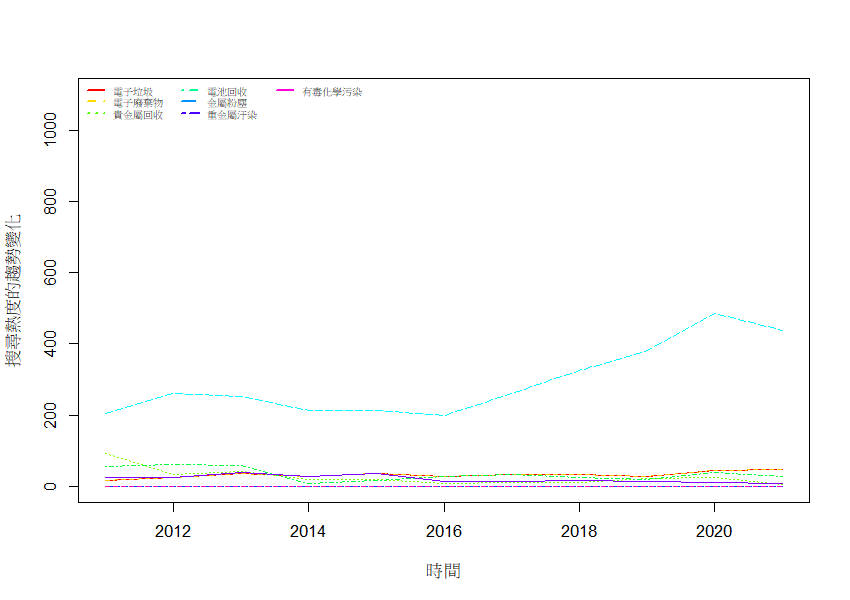 電子垃圾
電子廢棄物
貴金屬回收
電池回收
金屬粉塵
重金屬汙染
有毒化學污染
1000
800
600
400
200
0
搜尋熱度的趨勢變化
2012
2014
2016
2018
2020
時間